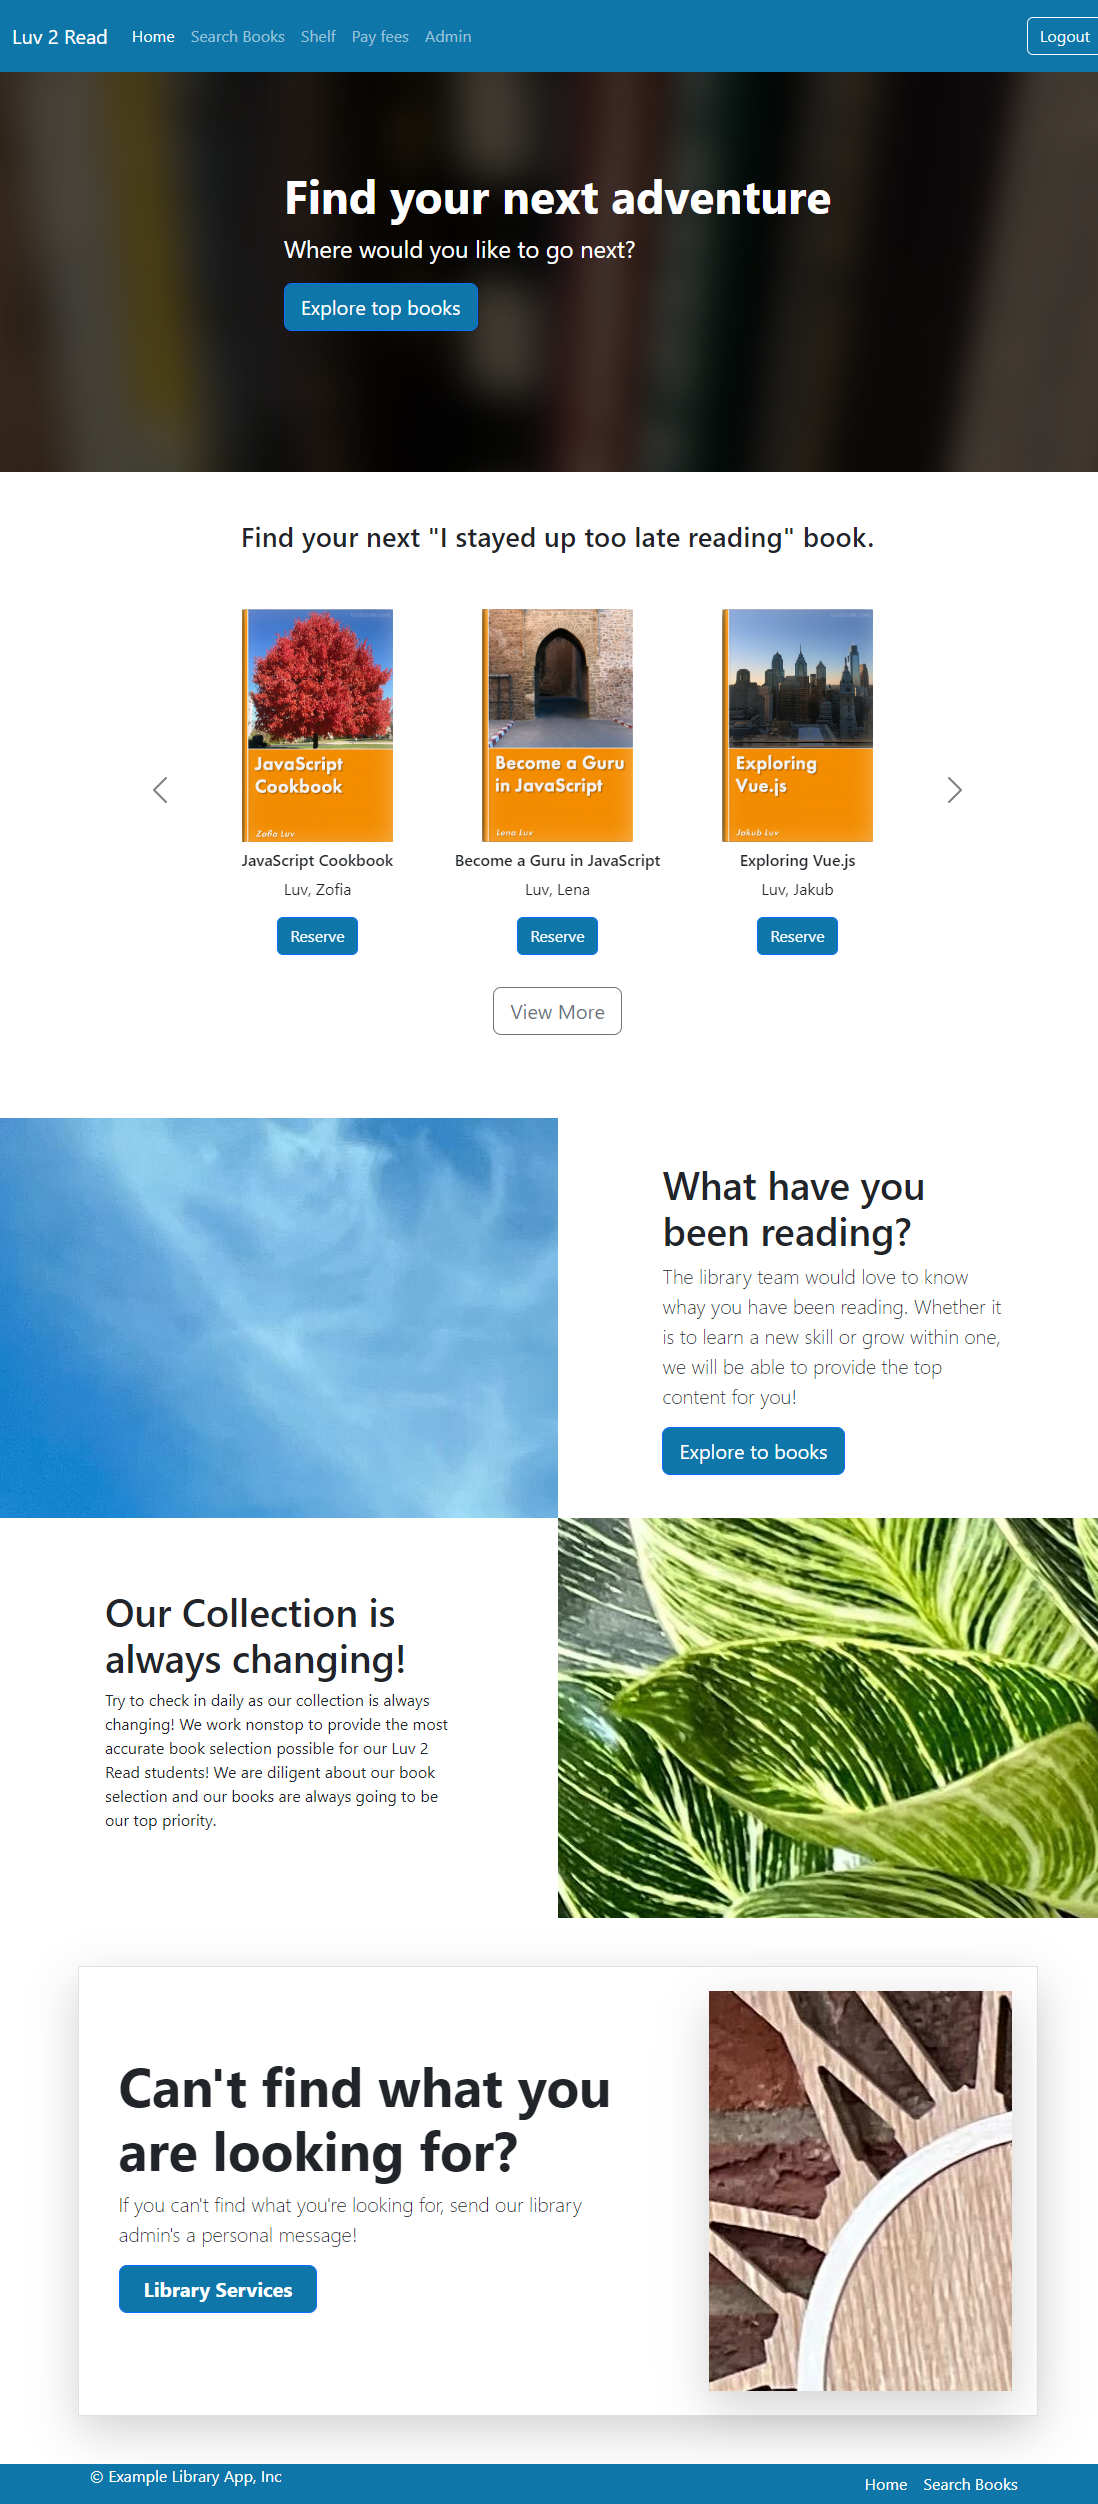 Luv 2 Read Home Search Books Shelf Pay fees Admin Logout
Find your next adventure
Where would you like to go next?
Explore top books
Find your next "I stayed up too late reading" book.
JavaScript
Cookbook
Zofia Luv
Become a Guru
in JavaScript
Lena Luv
Exploring
Vue.js
Jakub Luv
JavaScript Cookbook
Luv, Zofia
Reserve
Become a Guru in JavaScript
Luv, Lena
Reserve
Exploring Vue.js
Luv, Jakub
Reserve
View More
What have you
been reading?
The library team would love to know
whay you have been reading. Whether it
is to learn a new skill or grow within one,
we will be able to provide the top
content for you!
Explore to books
Our Collection is
always changing!
Try to check in daily as our collection is always
changing! We work nonstop to provide the most
accurate book selection possible for our Luv 2
Read students! We are diligent about our book
selection and our books are always going to be
our top priority.
Can't find what you
are looking for?
If you can't find what you're looking for, send our library
admin's a personal message!
Library Services
© Example Library App, Inc
Home Search Books